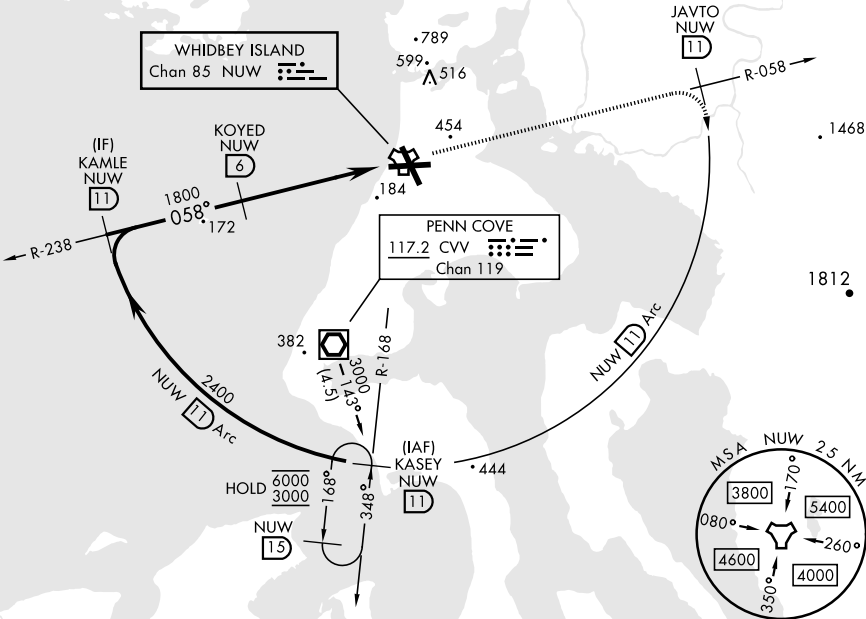 WHIDBEY ISLAND
Chan 85 NUW
789
599
516
JAVTO
NUW
11
R-058
454
1468
(IF)
KAMLE
NUW
11
KOYED
NUW
6
1800
058°
172
184
R-238
PENN COVE
117.2 CVV
Chan 119
1812
382
3000
143°
(4.5)
R-168
NUW 11 Arc
2400
NUW 11 Arc
(IAF)
KASEY
NUW
11
444
HOLD 6000
3000
168°
348°
NUW
15
MSA NUW 25 NM
170°
3800
5400
080°
260°
4600
4000
350°